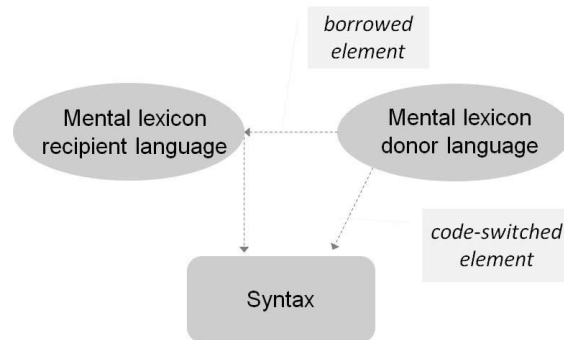 borrowed
element
Mental lexicon
recipient language
Mental lexicon
donor language
code-switched
element
Syntax